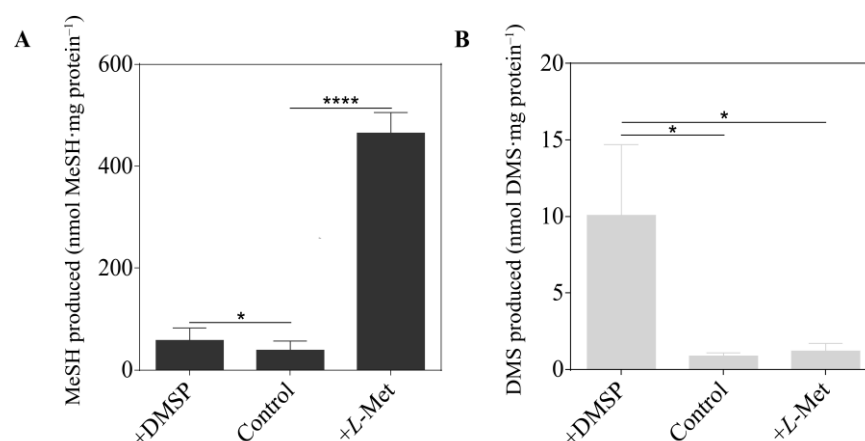 A
MeSH produced (nmol MeSH·mg protein⁻¹)
600
400
200
0
****
*
+DMSP
Control
+L-Met
B
DMS produced (nmol DMS·mg protein⁻¹)
20
15
10
5
0
*
*
+DMSP
Control
+L-Met